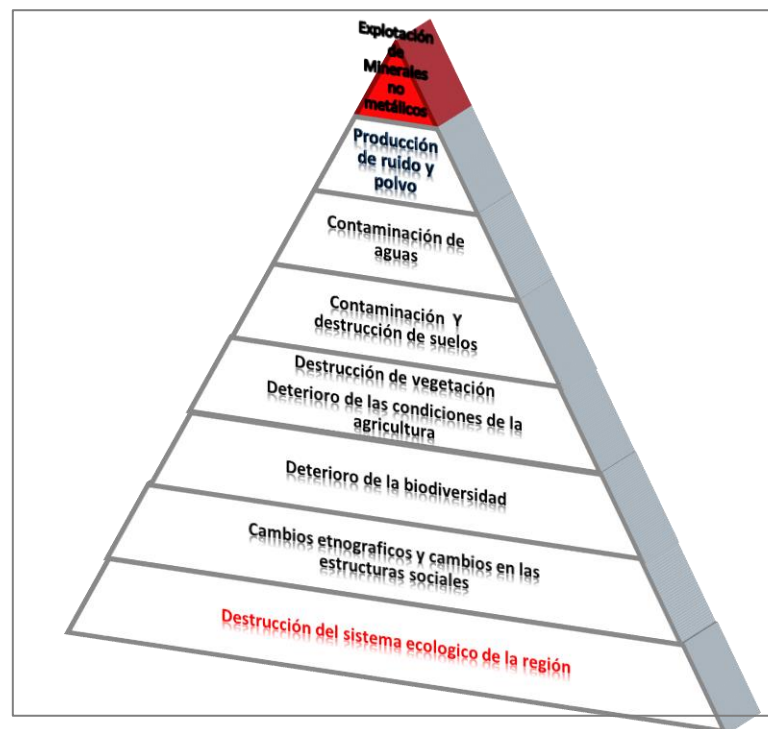 Explotación
de
Minerales
no
metálicos
Producción
de ruido y
polvo
Contaminación de
aguas
Contaminación Y
destrucción de suelos
Destrucción de vegetación
Deterioro de las condiciones de la
agricultura
Deterioro de la biodiversidad
Cambios etnograficos y cambios en las
estructuras sociales
Destrucción del sistema ecologico de la región